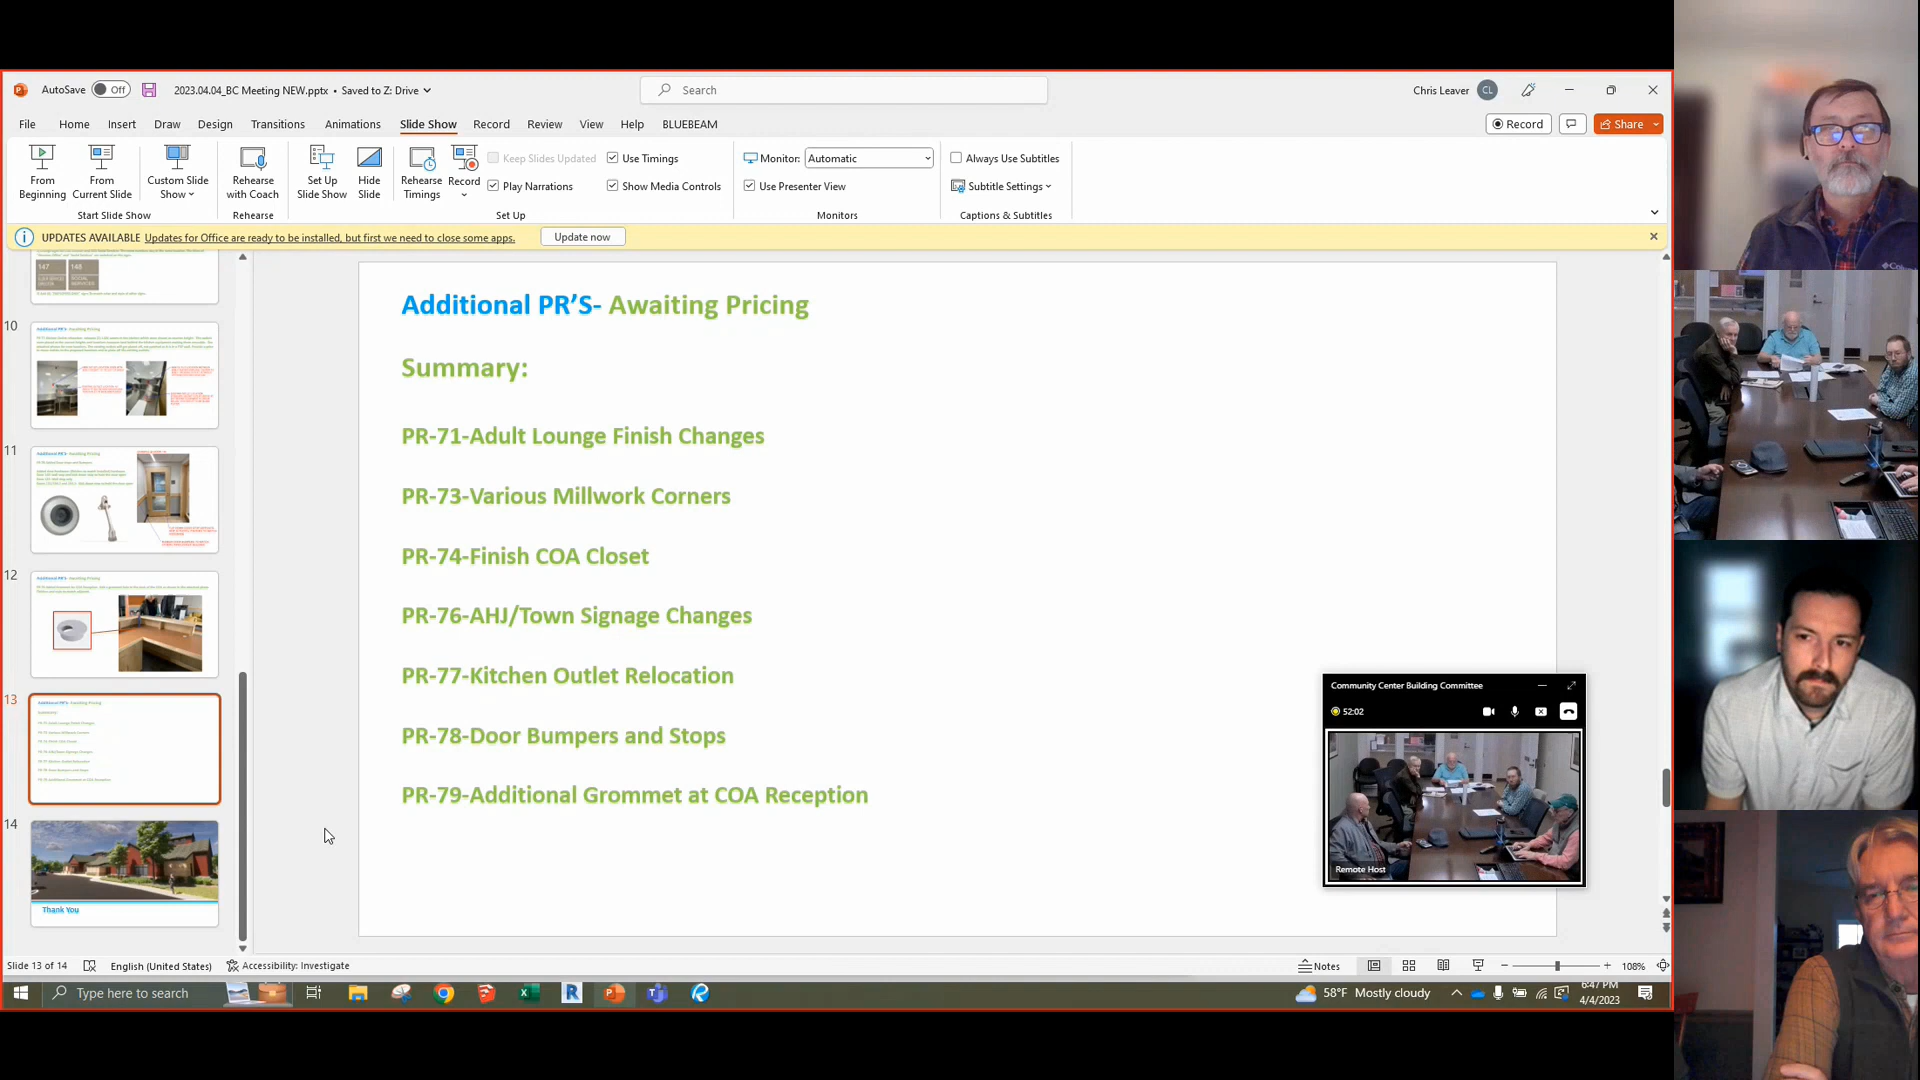 AutoSave
Off
2023.04.04_BC Meeting NEW.pptx • Saved to Z: Drive
Search
Chris Leaver
CL
File
Home
Insert
Draw
Design
Transitions
Animations
Slide Show
Record
Review
View
Help
BLUEBEAM
Record
Share
From
Beginning
From
Current Slide
Custom Slide
Show
Start Slide Show
Rehearse
with Coach
Rehearse
Set Up
Slide Show
Hide
Slide
Rehearse
Timings
Record
Keep Slides Updated
Use Timings
Play Narrations
Show Media Controls
Set Up
Monitor:
Automatic
Use Presenter View
Monitors
Always Use Subtitles
Subtitle Settings
Captions & Subtitles
UPDATES AVAILABLE Updates for Office are ready to be installed, but first we need to close some apps.
Update now
147
148
10
11
12
13
14
Additional PR'S- Awaiting Pricing
Thank You
Additional PR'S- Awaiting Pricing
Summary:
PR-71-Adult Lounge Finish Changes
PR-73-Various Millwork Corners
PR-74-Finish COA Closet
PR-76-AHJ/Town Signage Changes
PR-77-Kitchen Outlet Relocation
PR-78-Door Bumpers and Stops
PR-79-Additional Grommet at COA Reception
Community Center Building Committee
52:02
Remote Host
Slide 13 of 14
English (United States)
Accessibility: Investigate
Notes
108%
Type here to search
58°F Mostly cloudy
6:47 PM
4/4/2023